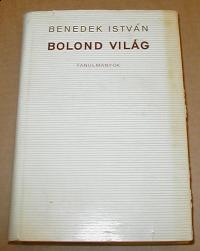 BENEDEK ISTVÁN
BOLOND VILÁG
TANULMÁNYOK